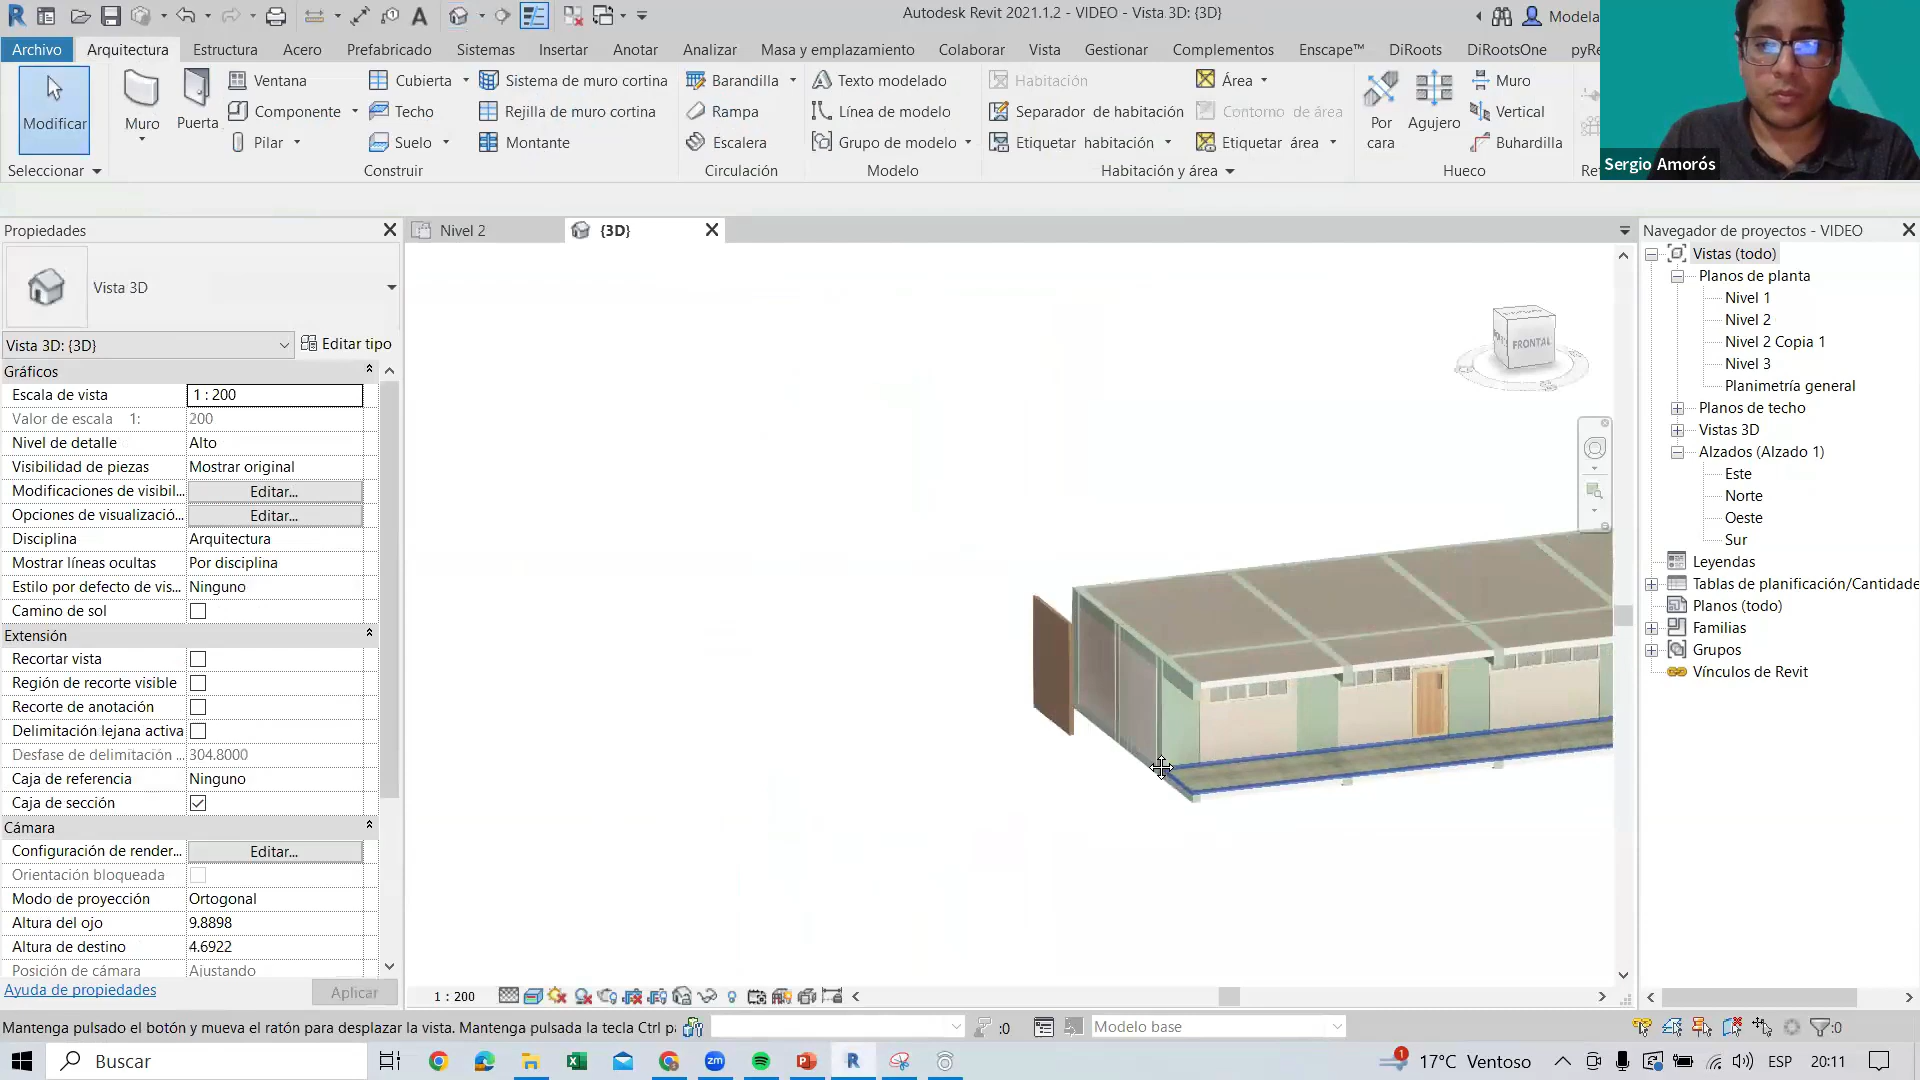 Autodesk Revit 2021.1.2 - VIDEO - Vista 3D: {3D}
Modela
Archivo Arquitectura Estructura Acero Prefabricado Sistemas Insertar Anotar Analizar Masa y emplazamiento Colaborar Vista Gestionar Complementos Enscape™ DiRoots DiRootsOne pyRe
Modificar
Muro
Puerta
Ventana
Componente
Pilar
Cubierta
Techo
Suelo
Sistema de muro cortina
Rejilla de muro cortina
Montante
Barandilla
Rampa
Escalera
Texto modelado
Línea de modelo
Grupo de modelo
Habitación
Separador de habitación
Etiquetar habitación
Área
Contorno de área
Etiquetar área
Por cara
Agujero
Muro
Vertical
Buhardilla
Seleccionar Construir Circulación Modelo Habitación y área Hueco Re
Sergio Amorós
Propiedades
Vista 3D
Vista 3D: {3D} Editar tipo
Gráficos
Escala de vista 1 : 200
Valor de escala 1: 200
Nivel de detalle Alto
Visibilidad de piezas Mostrar original
Modificaciones de visibil... Editar...
Opciones de visualizació... Editar...
Disciplina Arquitectura
Mostrar líneas ocultas Por disciplina
Estilo por defecto de vis... Ninguno
Camino de sol
Extensión
Recortar vista
Región de recorte visible
Recorte de anotación
Delimitación lejana activa
Desfase de delimitación ... 304.8000
Caja de referencia Ninguno
Caja de sección
Cámara
Configuración de render... Editar...
Orientación bloqueada
Modo de proyección Ortogonal
Altura del ojo 9.8898
Altura de destino 4.6922
Posición de cámara Ajustando
Ayuda de propiedades Aplicar
Nivel 2 {3D}
FRONTAL
1 : 200
Navegador de proyectos - VIDEO
Vistas (todo)
Planos de planta
Nivel 1
Nivel 2
Nivel 2 Copia 1
Nivel 3
Planimetría general
Planos de techo
Vistas 3D
Alzados (Alzado 1)
Este
Norte
Oeste
Sur
Leyendas
Tablas de planificación/Cantidade
Planos (todo)
Familias
Grupos
Vínculos de Revit
Mantenga pulsado el botón y mueva el ratón para desplazar la vista. Mantenga pulsada la tecla Ctrl p
:0
Modelo base
:0
Buscar
1
17°C Ventoso
ESP
20:11